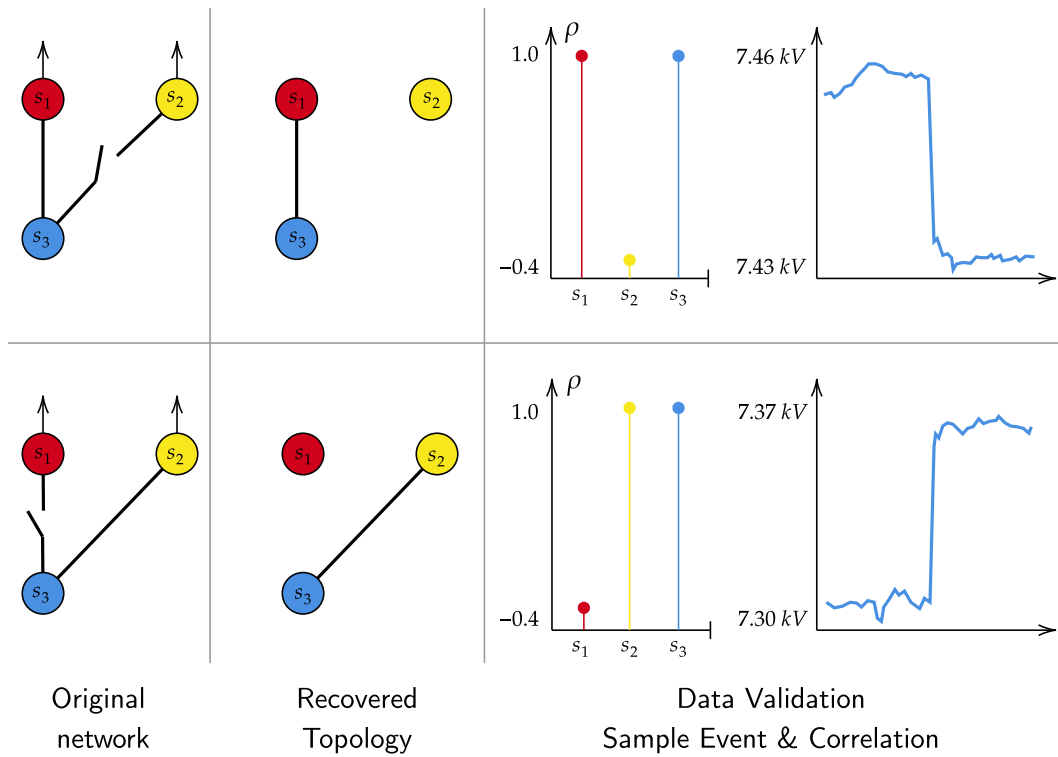 s1 s2
s3
s1 s2
s3
ρ
1.0
−0.4
s1 s2 s3
7.46 kV
7.43 kV
s1 s2
s3
s1 s2
s3
ρ
1.0
−0.4
s1 s2 s3
7.37 kV
7.30 kV
Original
network
Recovered
Topology
Data Validation
Sample Event & Correlation